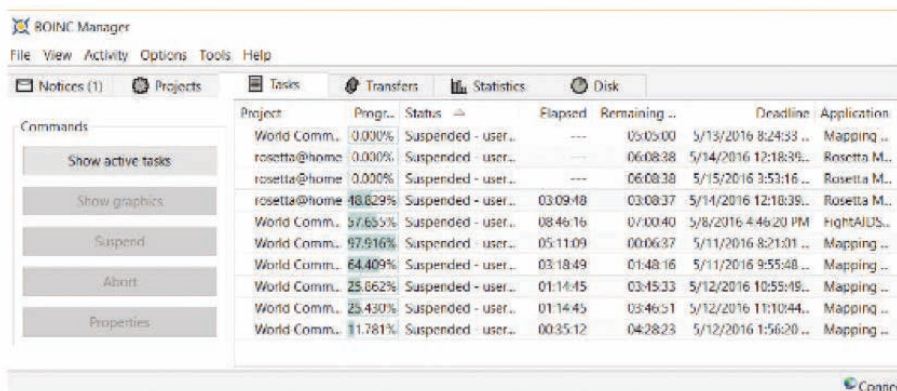 BOINC Manager
File View Activity Options Tools Help
Notices (1) Projects Tasks Transfers Statistics Disk
Commands
Show active tasks
Show graphics
Suspend
Abort
Properties
Project Progr... Status Elapsed Remaining ... Deadline Application
World Comm... 0.000% Suspended - user... --- 05:05:00 5/13/2016 8:24:33 ... Mapping ...
rosetta@home 0.000% Suspended - user... --- 06:08:38 5/14/2016 12:18:39... Rosetta M...
rosetta@home 0.000% Suspended - user... --- 06:08:38 5/15/2016 3:53:16 ... Rosetta M...
rosetta@home 48.829% Suspended - user... 03:09:48 03:08:37 5/14/2016 12:18:39... Rosetta M...
World Comm... 57.655% Suspended - user... 08:46:16 07:00:40 5/8/2016 4:46:20 PM FightAIDS...
World Comm... 97.916% Suspended - user... 05:11:09 00:06:37 5/11/2016 8:21:01 ... Mapping ...
World Comm... 64.409% Suspended - user... 03:18:49 01:48:16 5/11/2016 9:55:48 ... Mapping ...
World Comm... 25.862% Suspended - user... 01:14:45 03:45:33 5/12/2016 10:55:49... Mapping ...
World Comm... 25.430% Suspended - user... 01:14:45 03:46:51 5/12/2016 11:10:44... Mapping ...
World Comm... 11.781% Suspended - user... 00:35:12 04:28:23 5/12/2016 1:56:20 ... Mapping ...
Connec